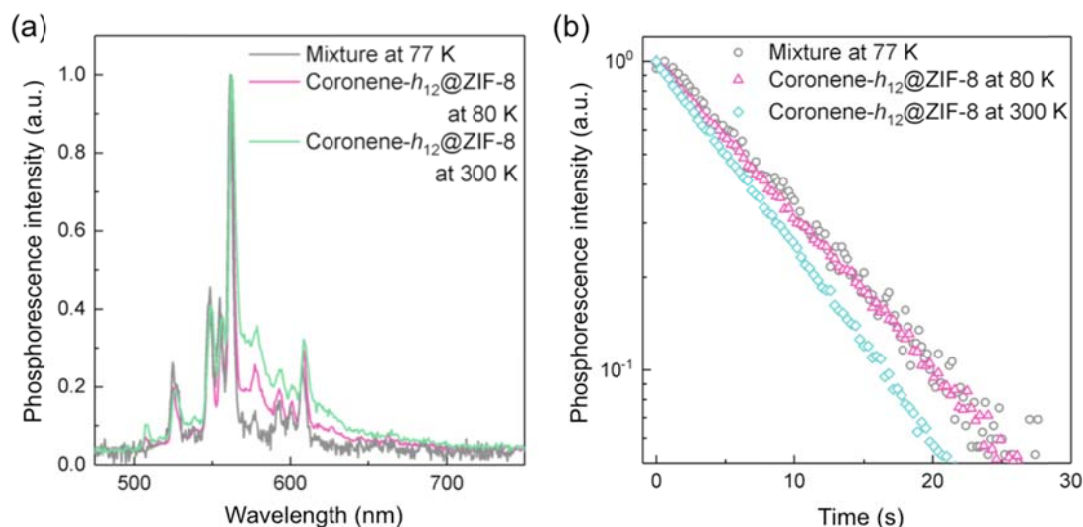 (a)
Mixture at 77 K
Coronene-h₁₂@ZIF-8
at 80 K
Coronene-h₁₂@ZIF-8
at 300 K
Phosphorescence intensity (a.u.)
1.0
0.8
0.6
0.4
0.2
0.0
500
600
700
Wavelength (nm)
(b)
Mixture at 77 K
Coronene-h₁₂@ZIF-8 at 80 K
Coronene-h₁₂@ZIF-8 at 300 K
Phosphorescence intensity (a.u.)
10⁰
10⁻¹
0
10
20
30
Time (s)